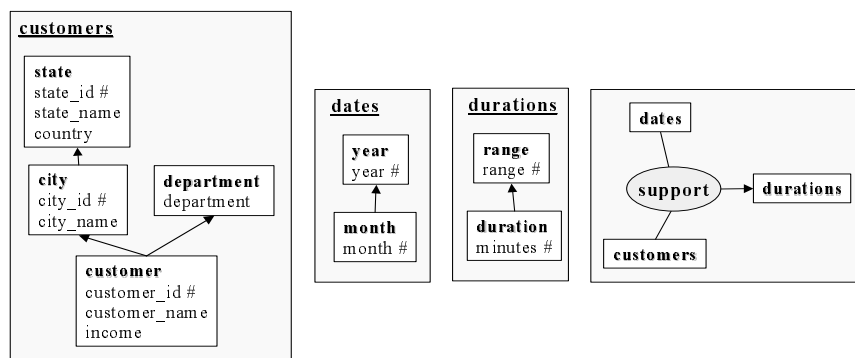 customers
state
state_id #
state_name
country
city
city_id #
city_name
department
department
customer
customer_id #
customer_name
income
dates
year
year #
month
month #
durations
range
range #
duration
minutes #
dates
support
durations
customers